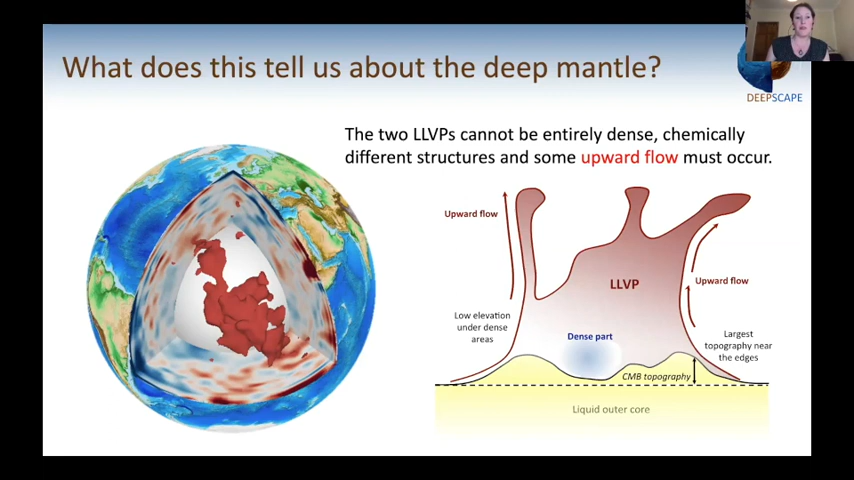 What does this tell us about the deep mantle?
DEEPSCAPE
The two LLVPs cannot be entirely dense, chemically
different structures and some upward flow must occur.
Upward flow
LLVP
Upward flow
Low elevation
under dense
areas
Dense part
Largest
topography near
the edges
CMB topography
Liquid outer core